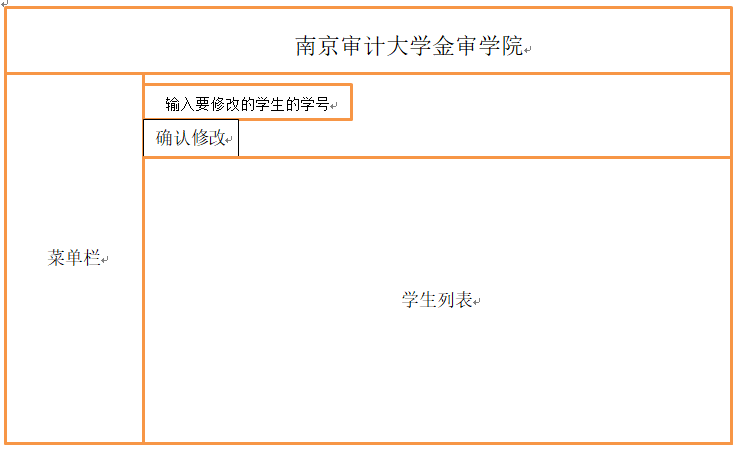 南京审计大学金审学院
输入要修改的学生的学号
确认修改
菜单栏
学生列表